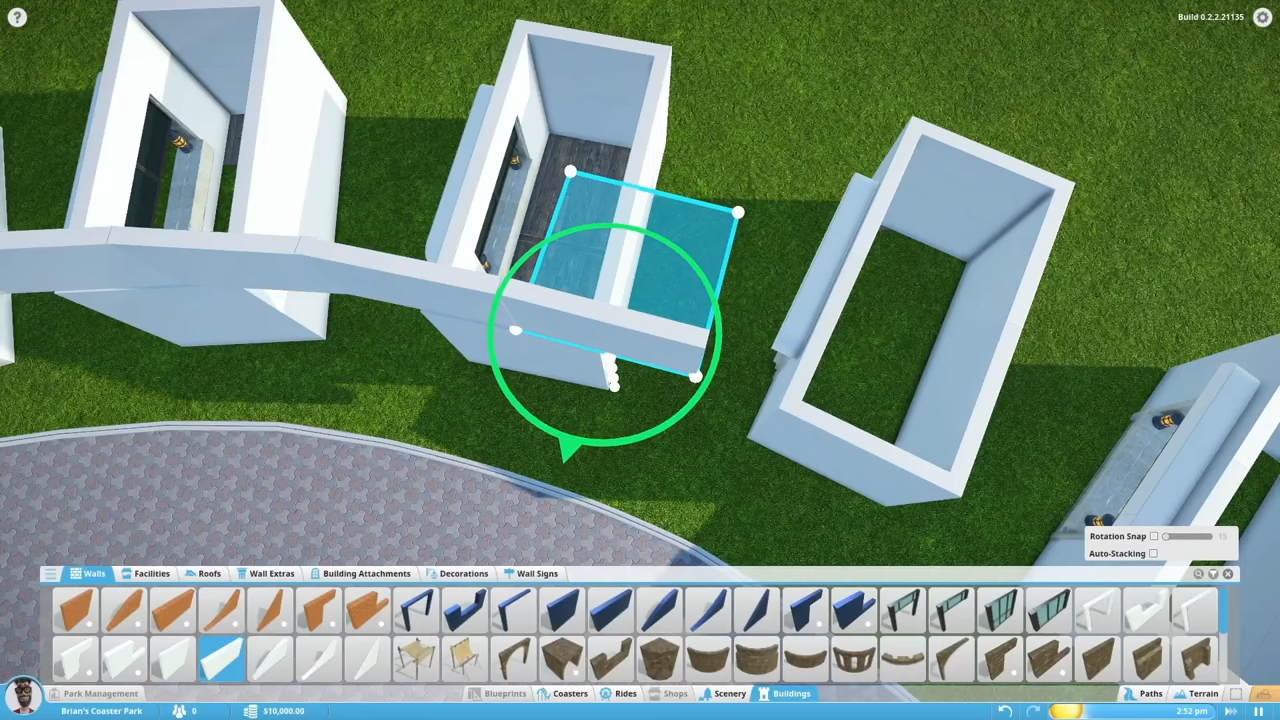 ?
Build 0.2.2.21135
Rotation Snap 15
Auto-Stacking
Walls Facilities Roofs Wall Extras Building Attachments Decorations Wall Signs
Park Management Blueprints Coasters Rides Shops Scenery Buildings Paths Terrain
Brian's Coaster Park 0 $10,000.00 2:52 pm